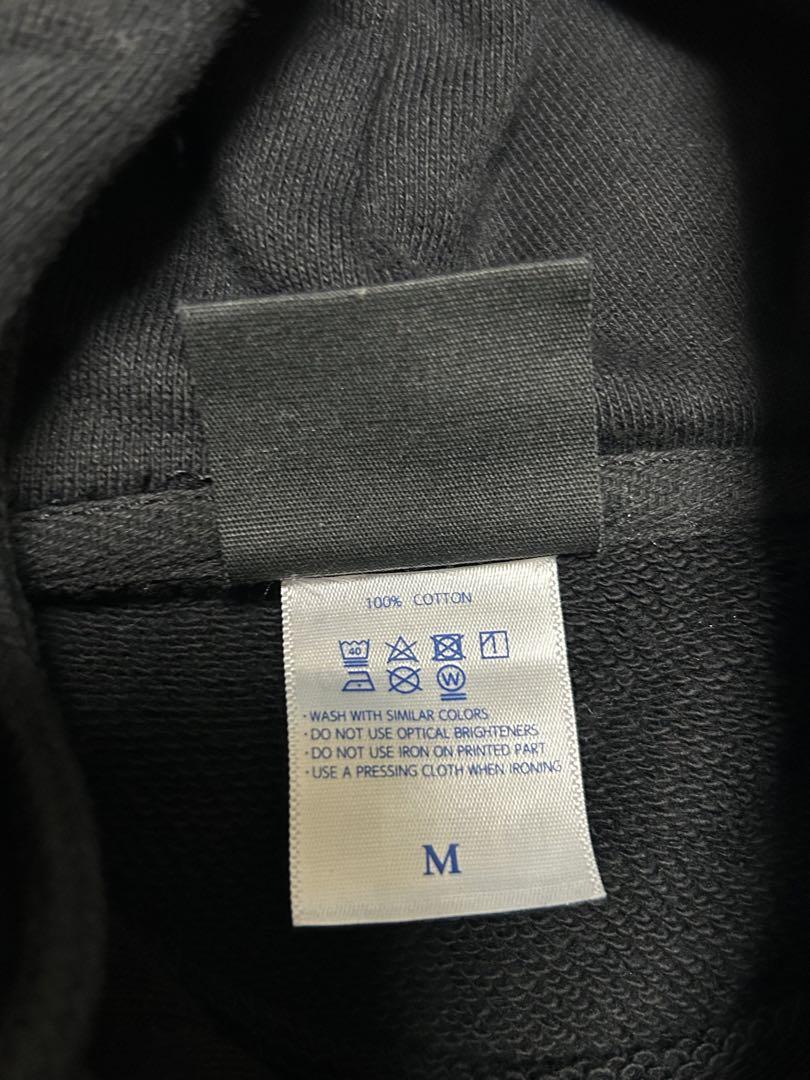 100% COTTON
40
W
・WASH WITH SIMILAR COLORS
・DO NOT USE OPTICAL BRIGHTENERS
・DO NOT USE IRON ON PRINTED PART
・USE A PRESSING CLOTH WHEN IRONING
M